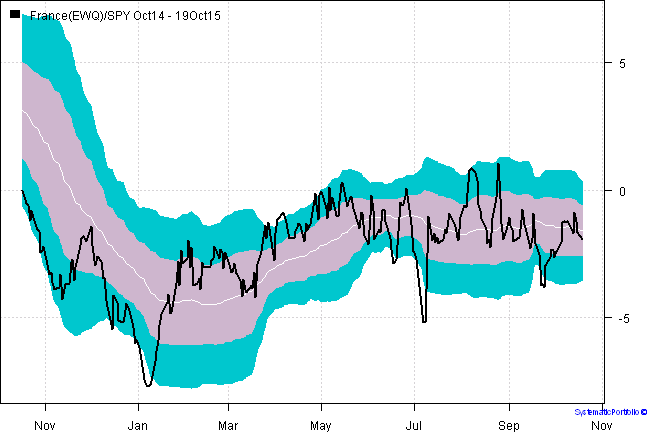 France(EWQ)/SPY Oct14 - 19Oct15
5
0
-5
Nov Jan Mar May Jul Sep Nov
SystematicPortfolio ©